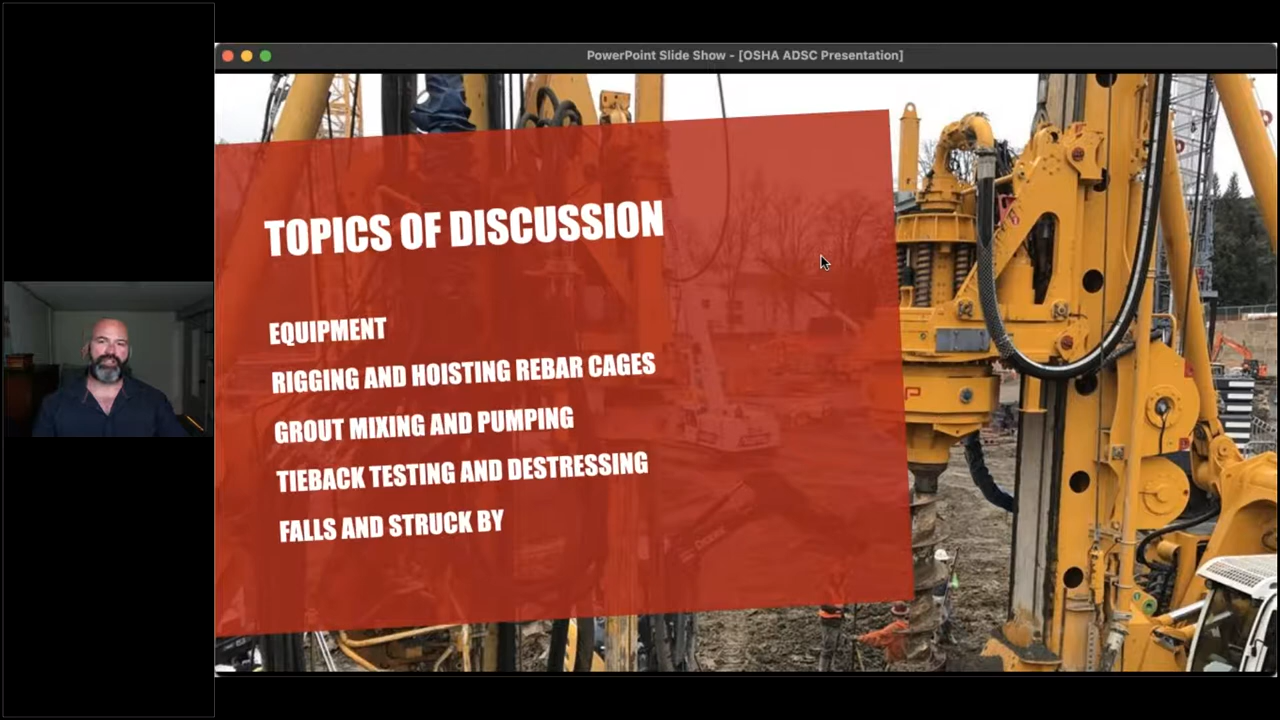 PowerPoint Slide Show - [OSHA ADSC Presentation]
TOPICS OF DISCUSSION
EQUIPMENT
RIGGING AND HOISTING REBAR CAGES
GROUT MIXING AND PUMPING
TIEBACK TESTING AND DESTRESSING
FALLS AND STRUCK BY